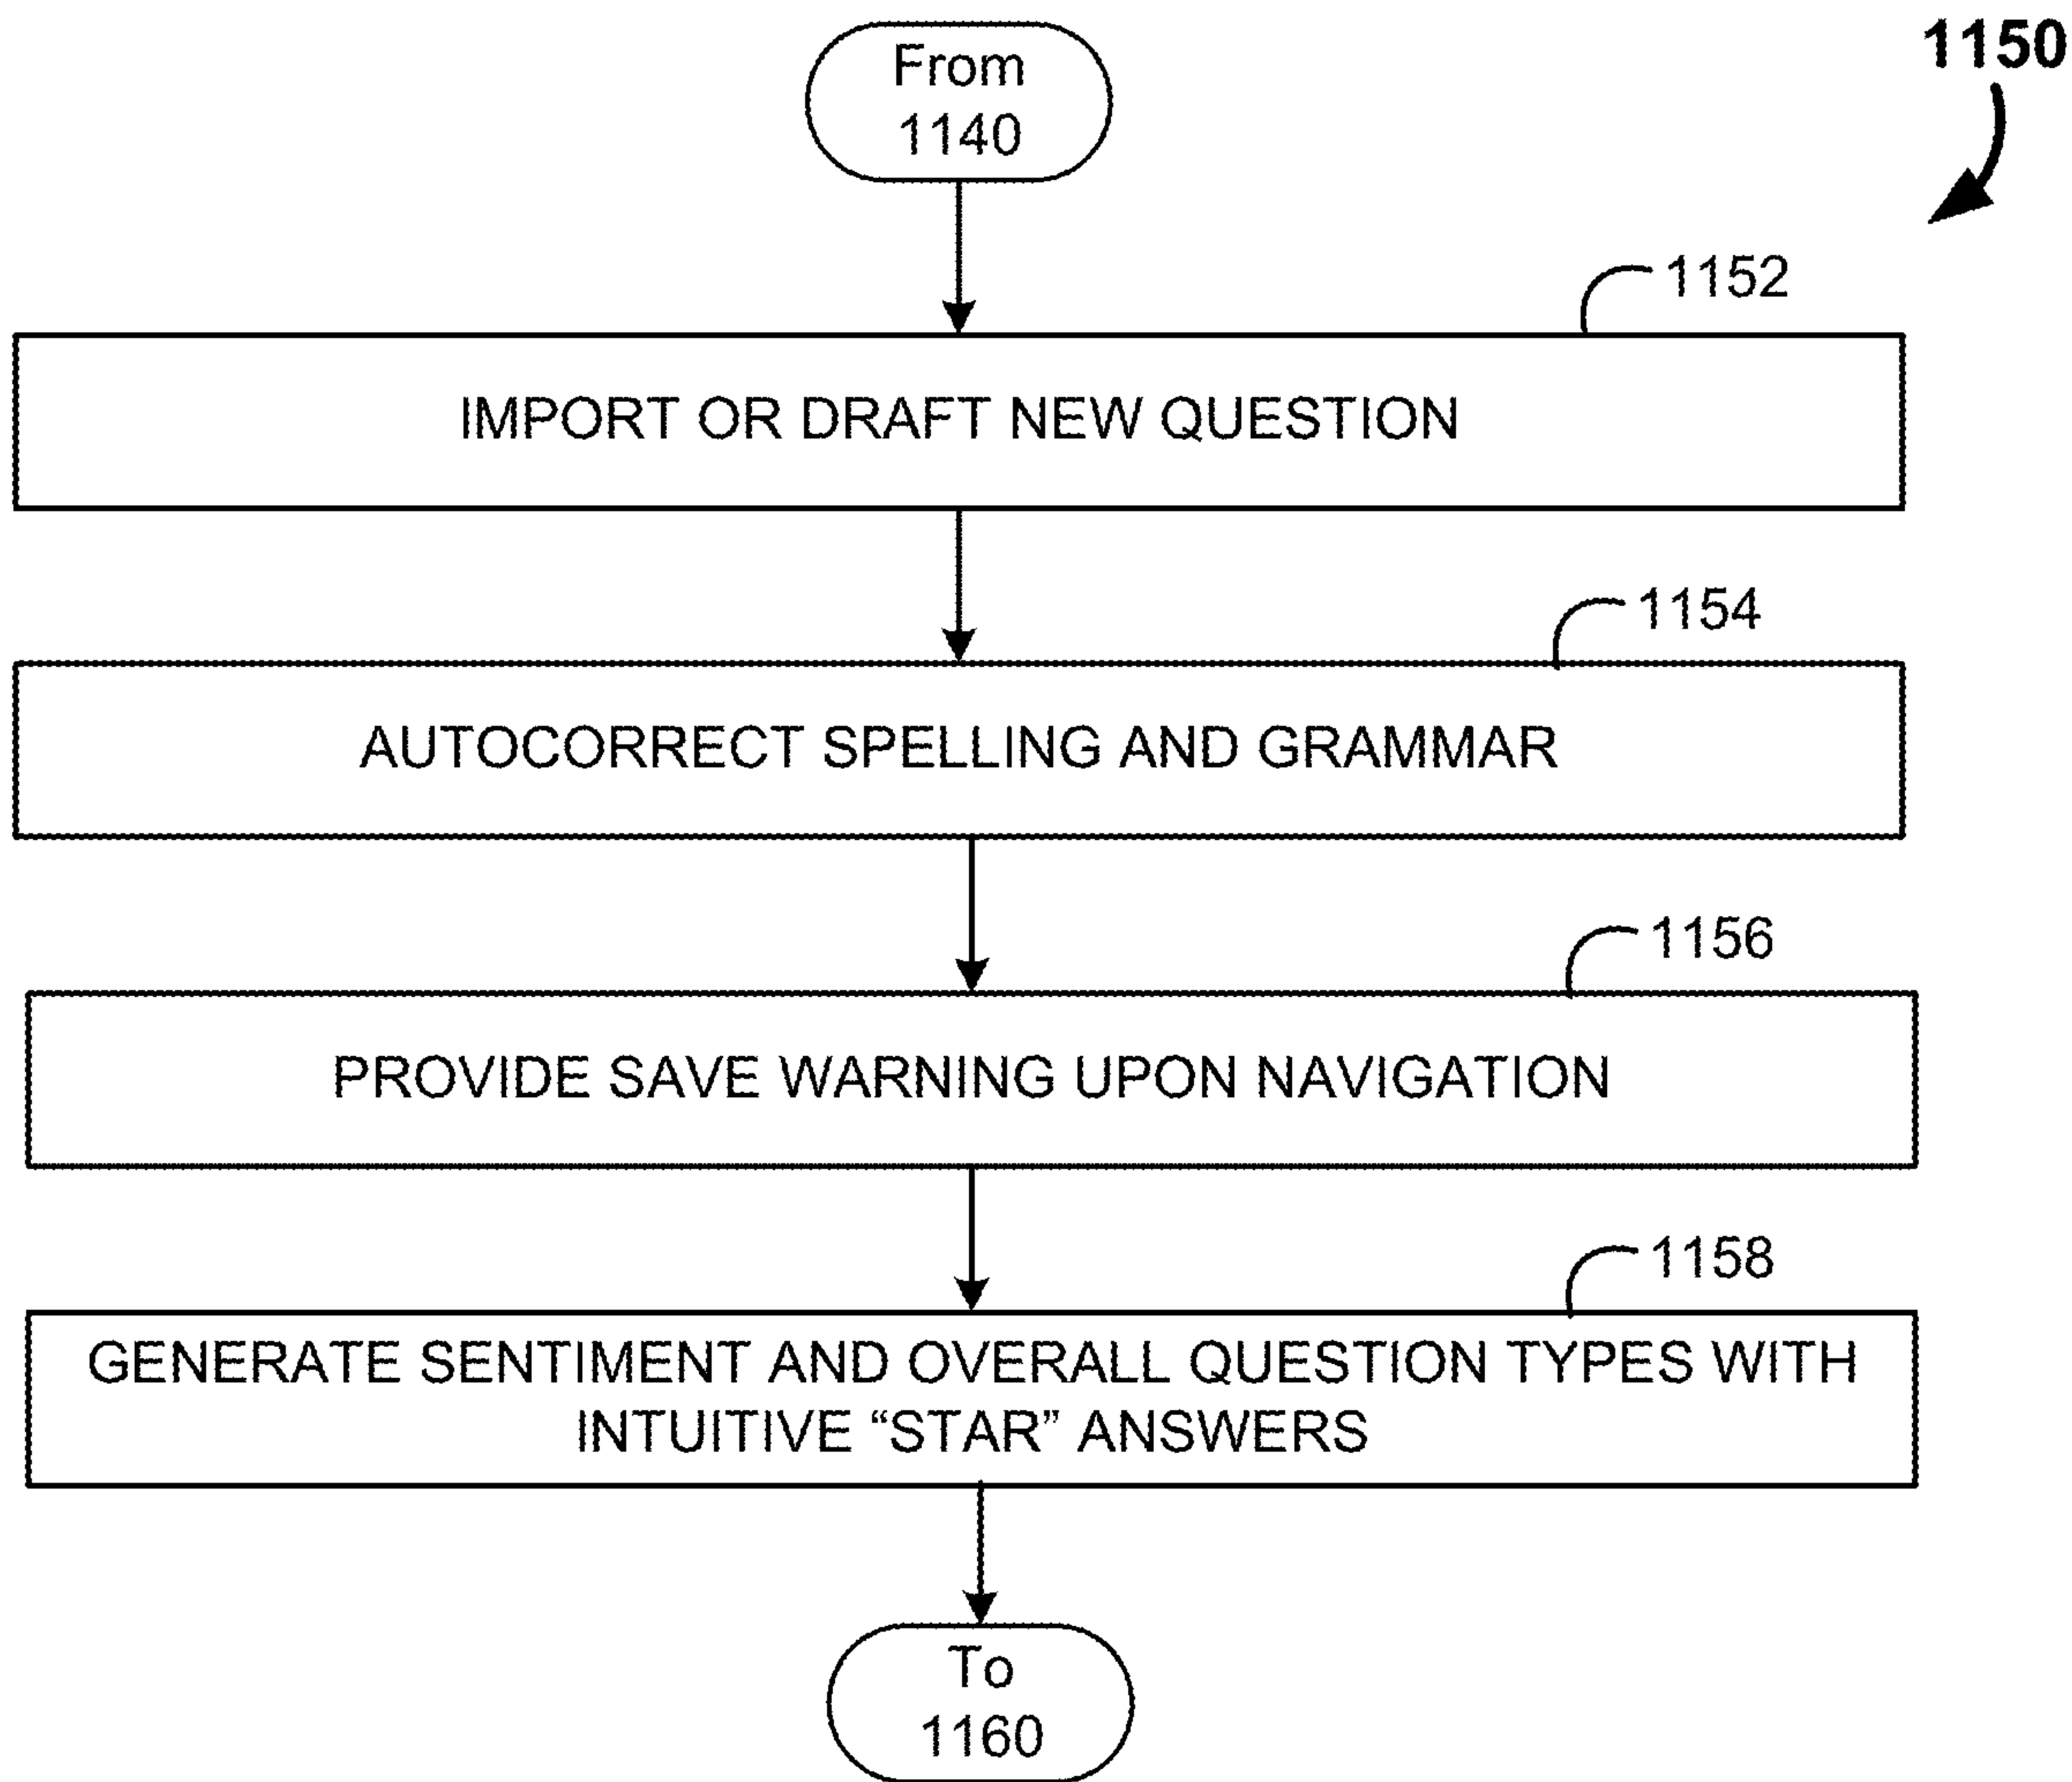 From
1140
1150
1152
IMPORT OR DRAFT NEW QUESTION
1154
AUTOCORRECT SPELLING AND GRAMMAR
1156
PROVIDE SAVE WARNING UPON NAVIGATION
1158
GENERATE SENTIMENT AND OVERALL QUESTION TYPES WITH
INTUITIVE “STAR” ANSWERS
To
1160